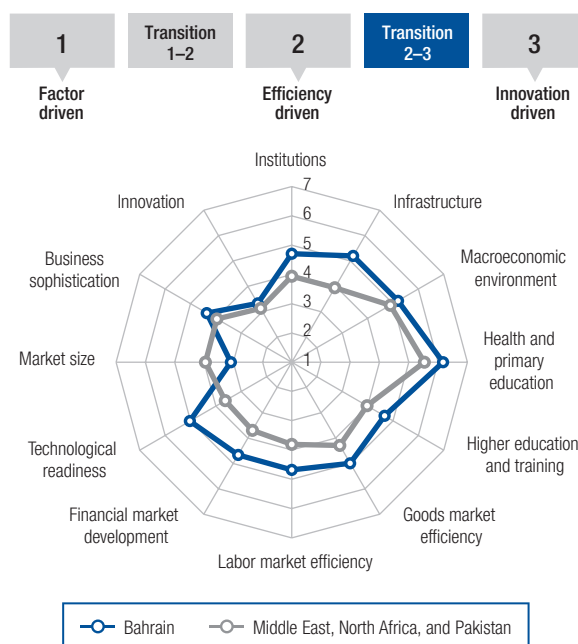 1
Transition
1–2
2
Transition
2–3
3
Factor
driven
Efficiency
driven
Innovation
driven
Institutions
7
Innovation
Infrastructure
6
5
Business
sophistication
Macroeconomic
environment
4
3
2
Market size
1
Health and
primary
education
Technological
readiness
Higher education
and training
Financial market
development
Goods market
efficiency
Labor market efficiency
Bahrain
Middle East, North Africa, and Pakistan